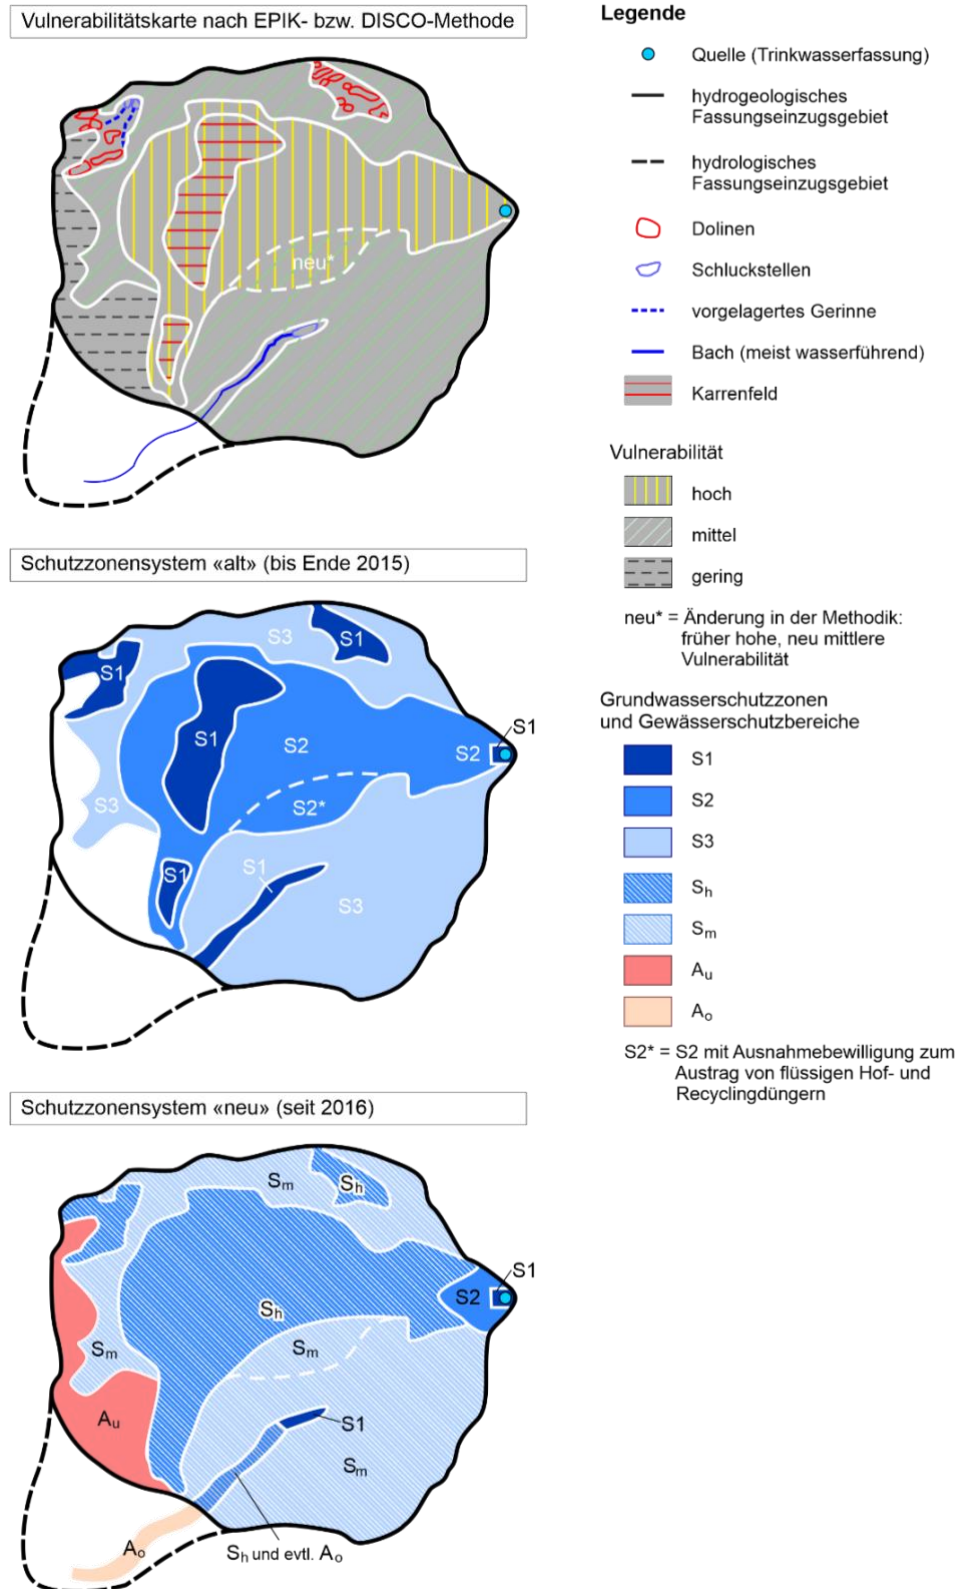 Vulnerabilitätskarte nach EPIK- bzw. DISCO-Methode
neu*
Schutzzonensystem «alt» (bis Ende 2015)
S3
S1
S1
S1
S2
S2
S1
S2*
S3
S1
S1
S3
Schutzzonensystem «neu» (seit 2016)
Sm
Sh
S1
S2
Sh
Sm
Sm
Au
S1
Sm
Ao
Sh und evtl. Ao
Legende
Quelle (Trinkwasserfassung)
hydrogeologisches
Fassungseinzugsgebiet
hydrologisches
Fassungseinzugsgebiet
Dolinen
Schluckstellen
vorgelagertes Gerinne
Bach (meist wasserführend)
Karrenfeld
Vulnerabilität
hoch
mittel
gering
neu* = Änderung in der Methodik:
früher hohe, neu mittlere
Vulnerabilität
Grundwasserschutzzonen
und Gewässerschutzbereiche
S1
S2
S3
Sh
Sm
Au
Ao
S2* = S2 mit Ausnahmebewilligung zum
Austrag von flüssigen Hof- und
Recyclingdüngern